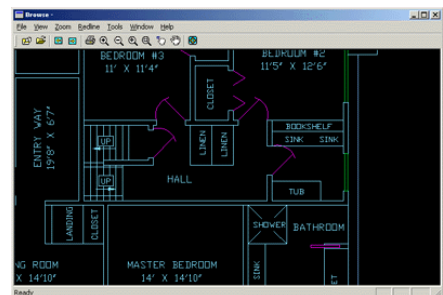 Browse -
File View Zoom Redline Tools Window Help
BEDROOM #3
11' X 11'4"
BEDROOM #2
11'5" X 12'6"
CLOSET
ENTRY WAY
19'8" X 6'7"
UP
LINEN
LINEN
BOOKSHELF
SINK SINK
UP
HALL
TUB
LANDING
CLOSET
SHOWER
BATHROOM
NG ROOM
X 14'10"
MASTER BEDROOM
14' X 14'10"
SINK
ET
Ready